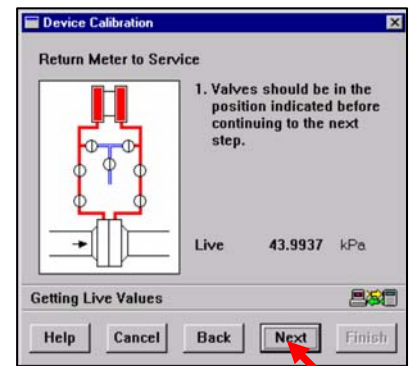 Device Calibration
Return Meter to Service
1. Valves should be in the
position indicated before
continuing to the next
step.
Live 43.9937 kPa
Getting Live Values
Help Cancel Back Next Finish